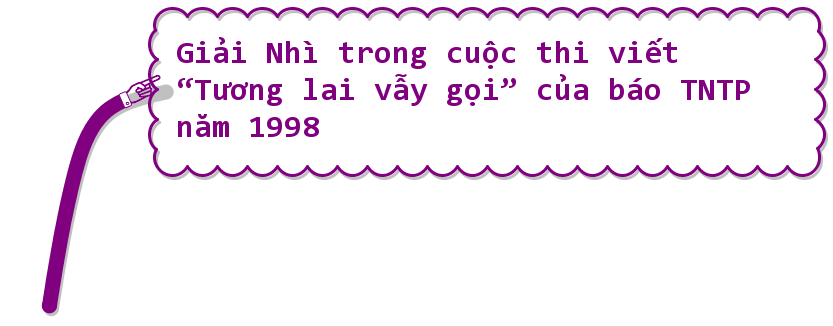 Giải Nhì trong cuộc thi viết
“Tương lai vẫy gọi” của báo TNTP
năm 1998